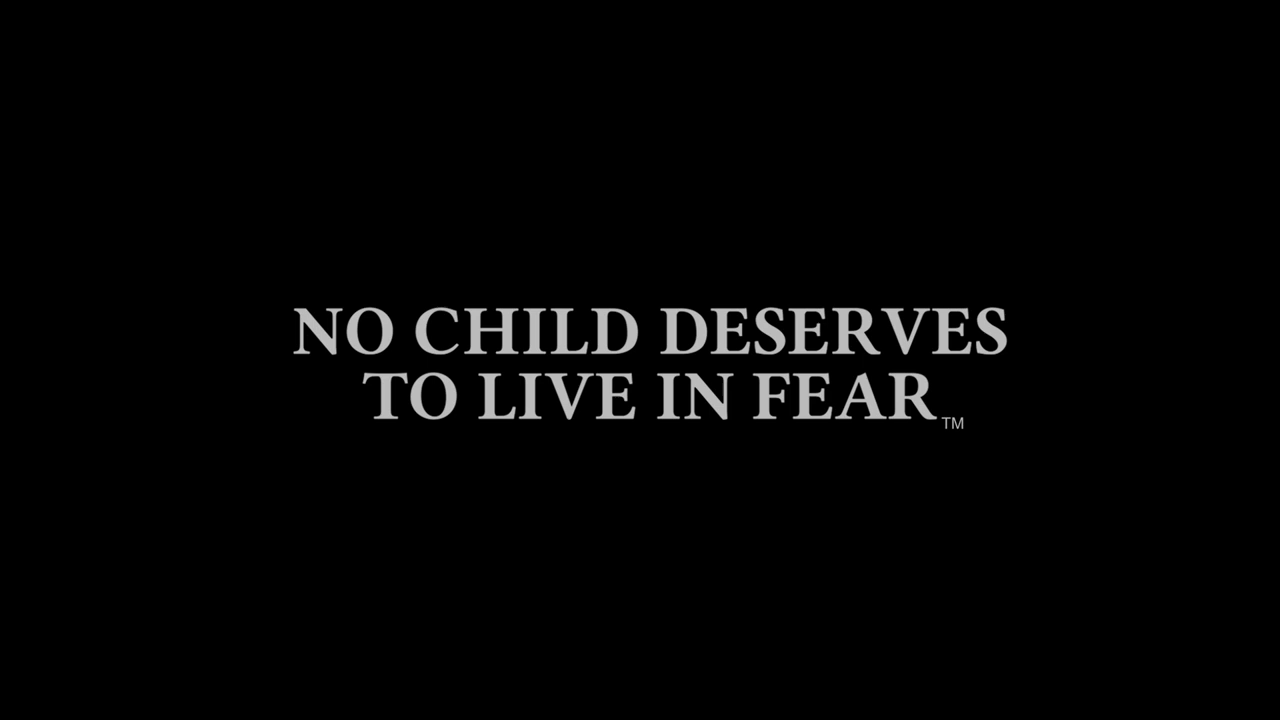 NO CHILD DESERVES
TO LIVE IN FEAR™